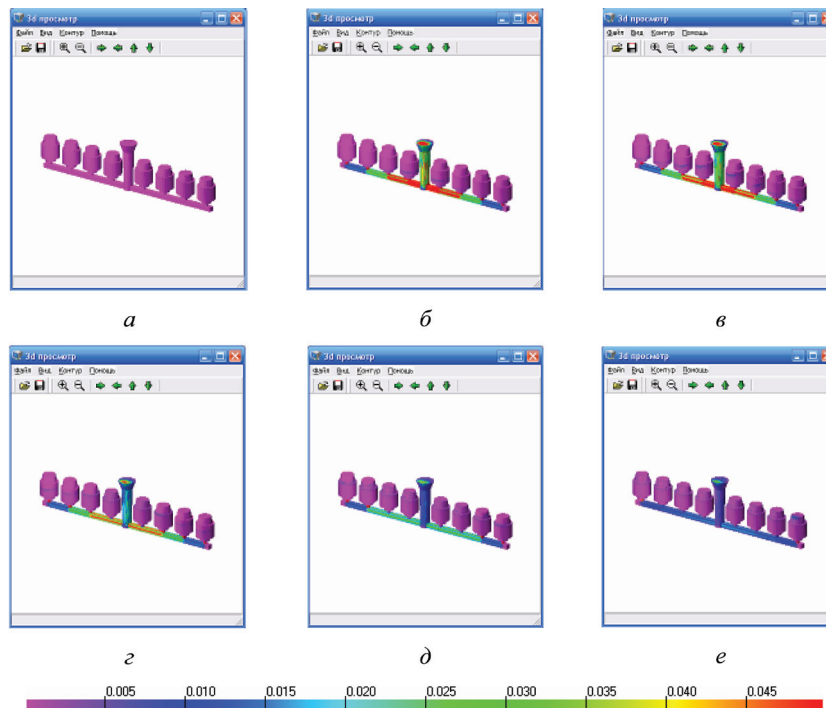 3d просмотр 3d просмотр 3d просмотр
Файл Вид Контур Помощь Файл Вид Контур Помощь Файл Вид Контур Помощь
а б в
3d просмотр 3d просмотр 3d просмотр
Файл Вид Контур Помощь Файл Вид Контур Помощь Файл Вид Контур Помощь
г д е
0.005 0.010 0.015 0.020 0.025 0.030 0.035 0.040 0.045